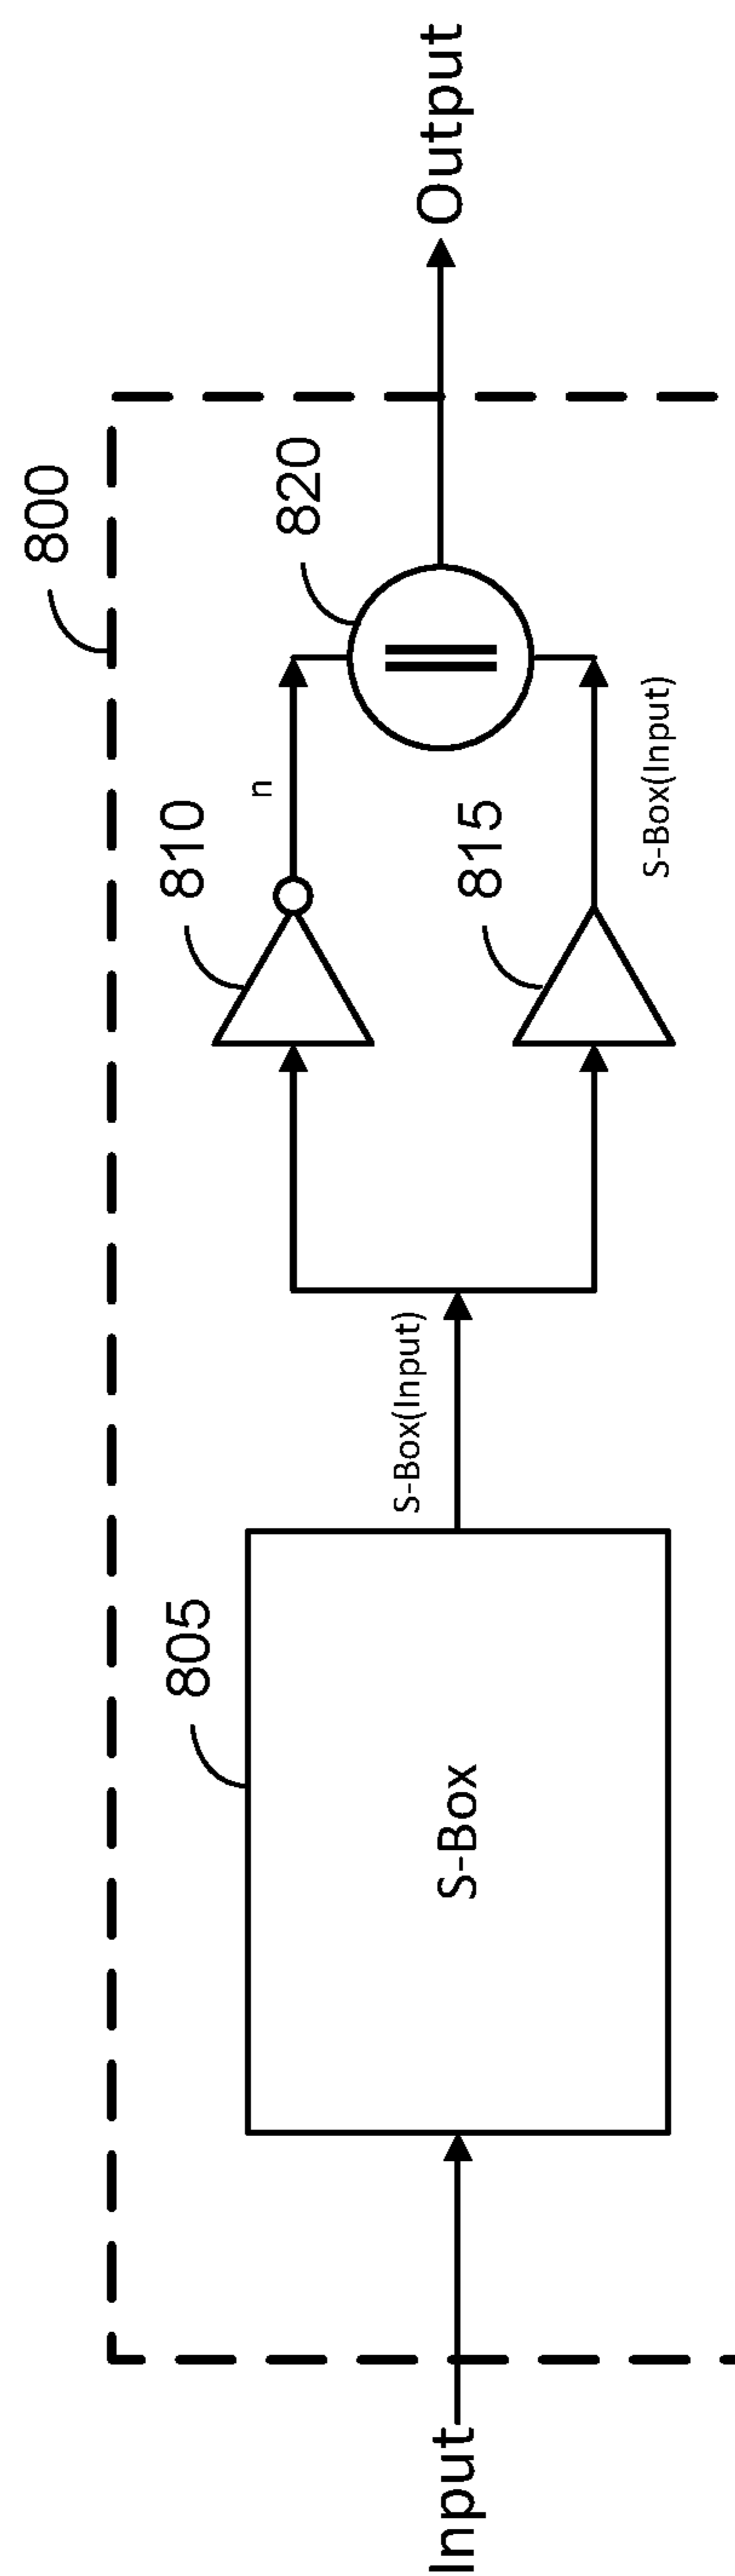 800
805
810
820
815
Input
S-Box
S-Box(Input)
n
S-Box(Input)
||
Output